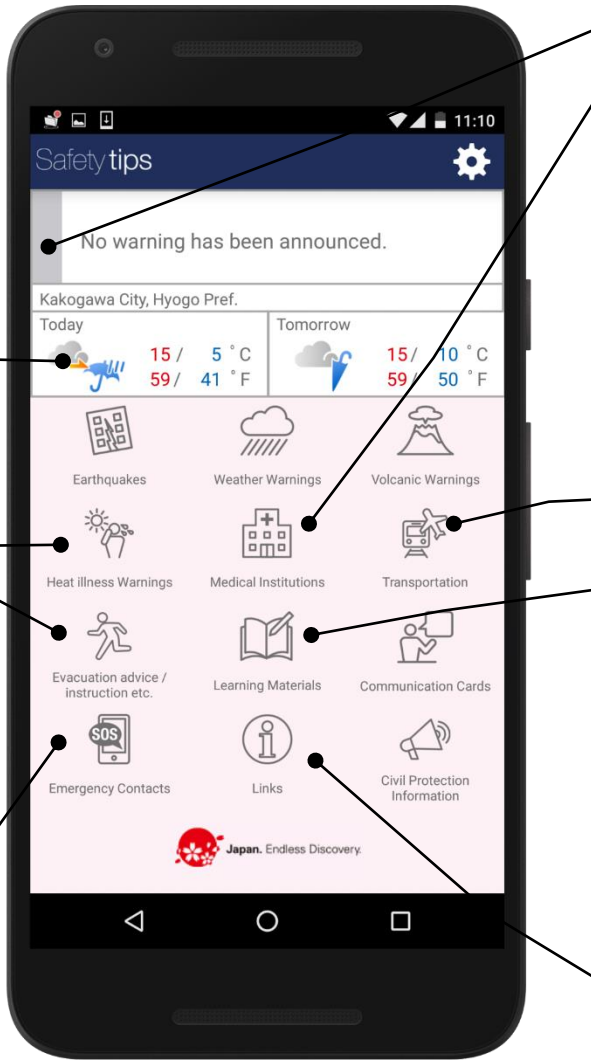 11:10
Safety tips
No warning has been announced.
Kakogawa City, Hyogo Pref.
Today
15 / 5 °C
59 / 41 °F
Tomorrow
15 / 10 °C
59 / 50 °F
Earthquakes
Weather Warnings
Volcanic Warnings
Heat illness Warnings
Medical Institutions
Transportation
Evacuation advice /
instruction etc.
Learning Materials
Communication Cards
SOS
Emergency Contacts
Links
Civil Protection
Information
Japan. Endless Discovery.